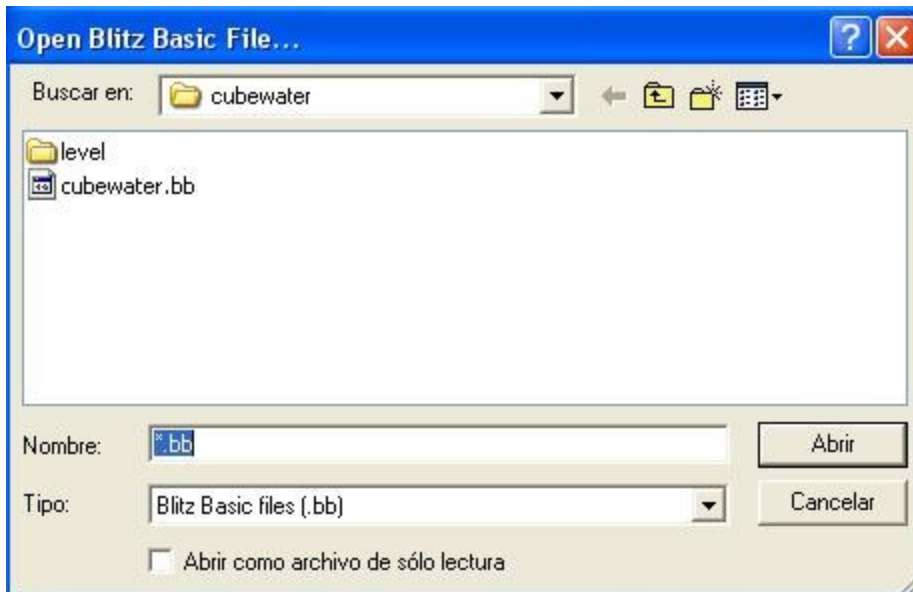 Open Blitz Basic File...
Buscar en: cubewater
level
cubewater.bb
Nombre: *.bb Abrir
Tipo: Blitz Basic files (.bb) Cancelar
Abrir como archivo de sólo lectura